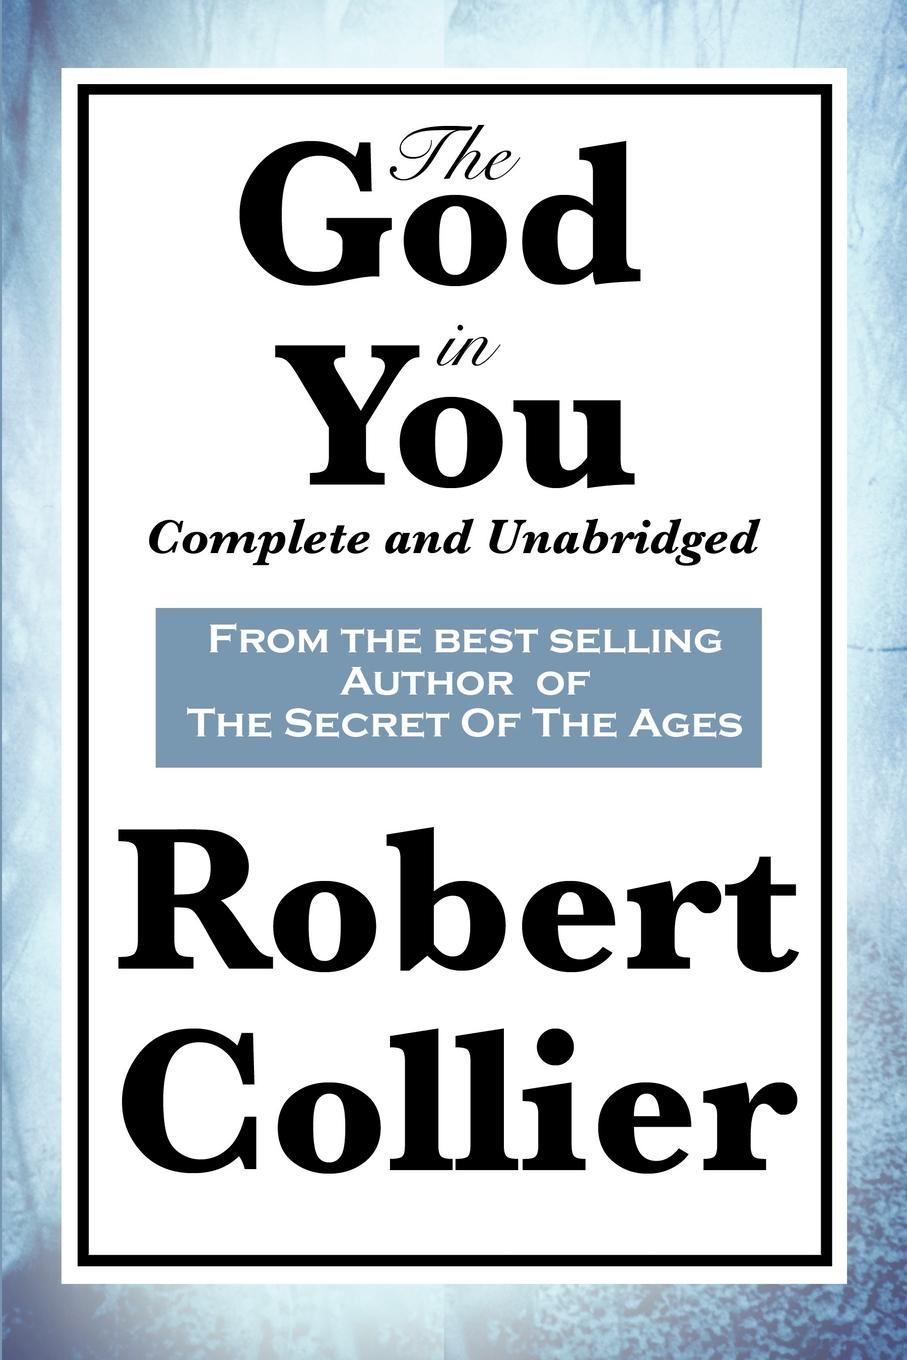 The
God
in
You
Complete and Unabridged
From the best selling
Author of
The Secret Of The Ages
Robert
Collier